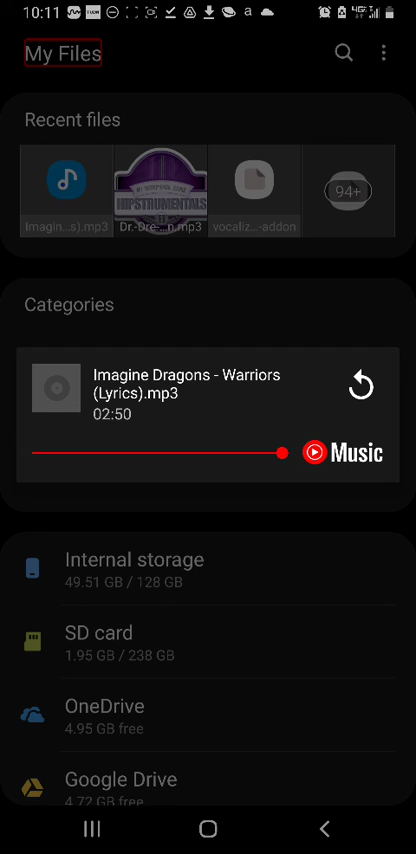 10:11
My Files
Recent files
Imagin...s).mp3
Dr.-Dre-...n.mp3
vocaliz...-addon
94+
HIPSTRUMENTALS
Categories
Imagine Dragons - Warriors
(Lyrics).mp3
02:50
Music
Internal storage
49.51 GB / 128 GB
SD card
1.95 GB / 238 GB
OneDrive
4.95 GB free
Google Drive
4.72 GB free